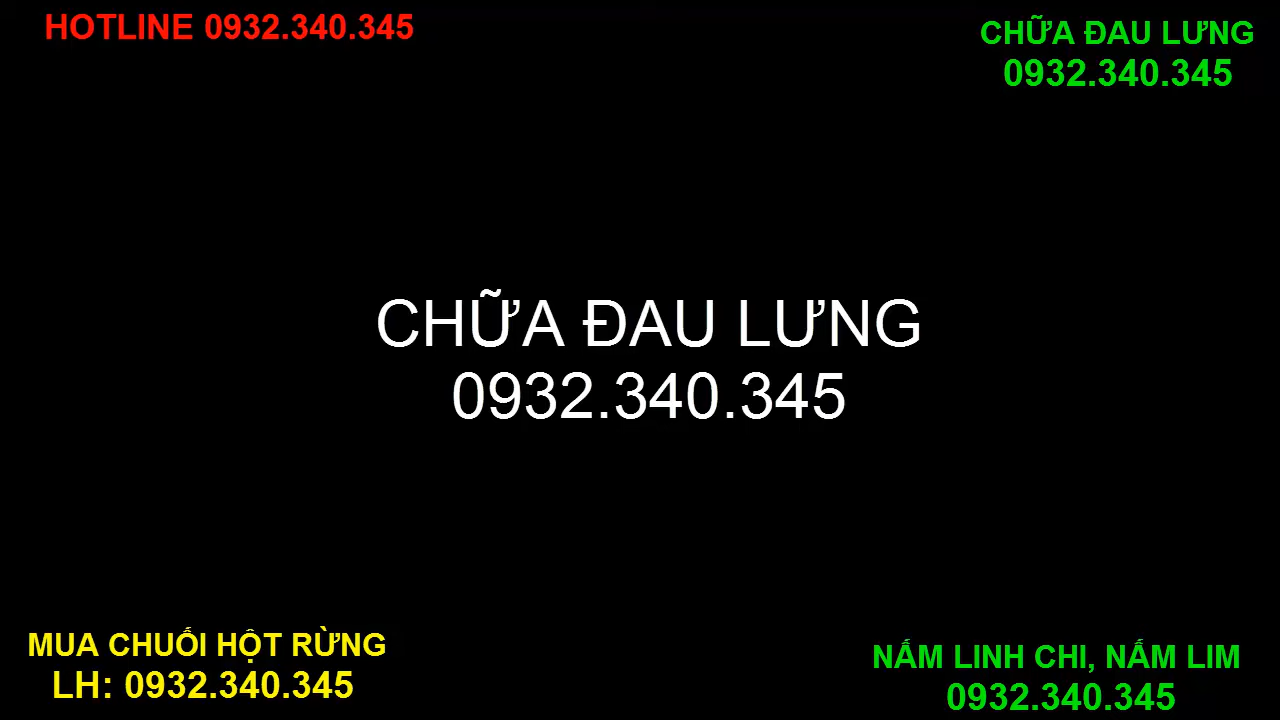 HOTLINE 0932.340.345
CHỮA ĐAU LƯNG
0932.340.345
CHỮA ĐAU LƯNG
0932.340.345
MUA CHUỐI HỘT RỪNG
LH: 0932.340.345
NẤM LINH CHI, NẤM LIM
0932.340.345